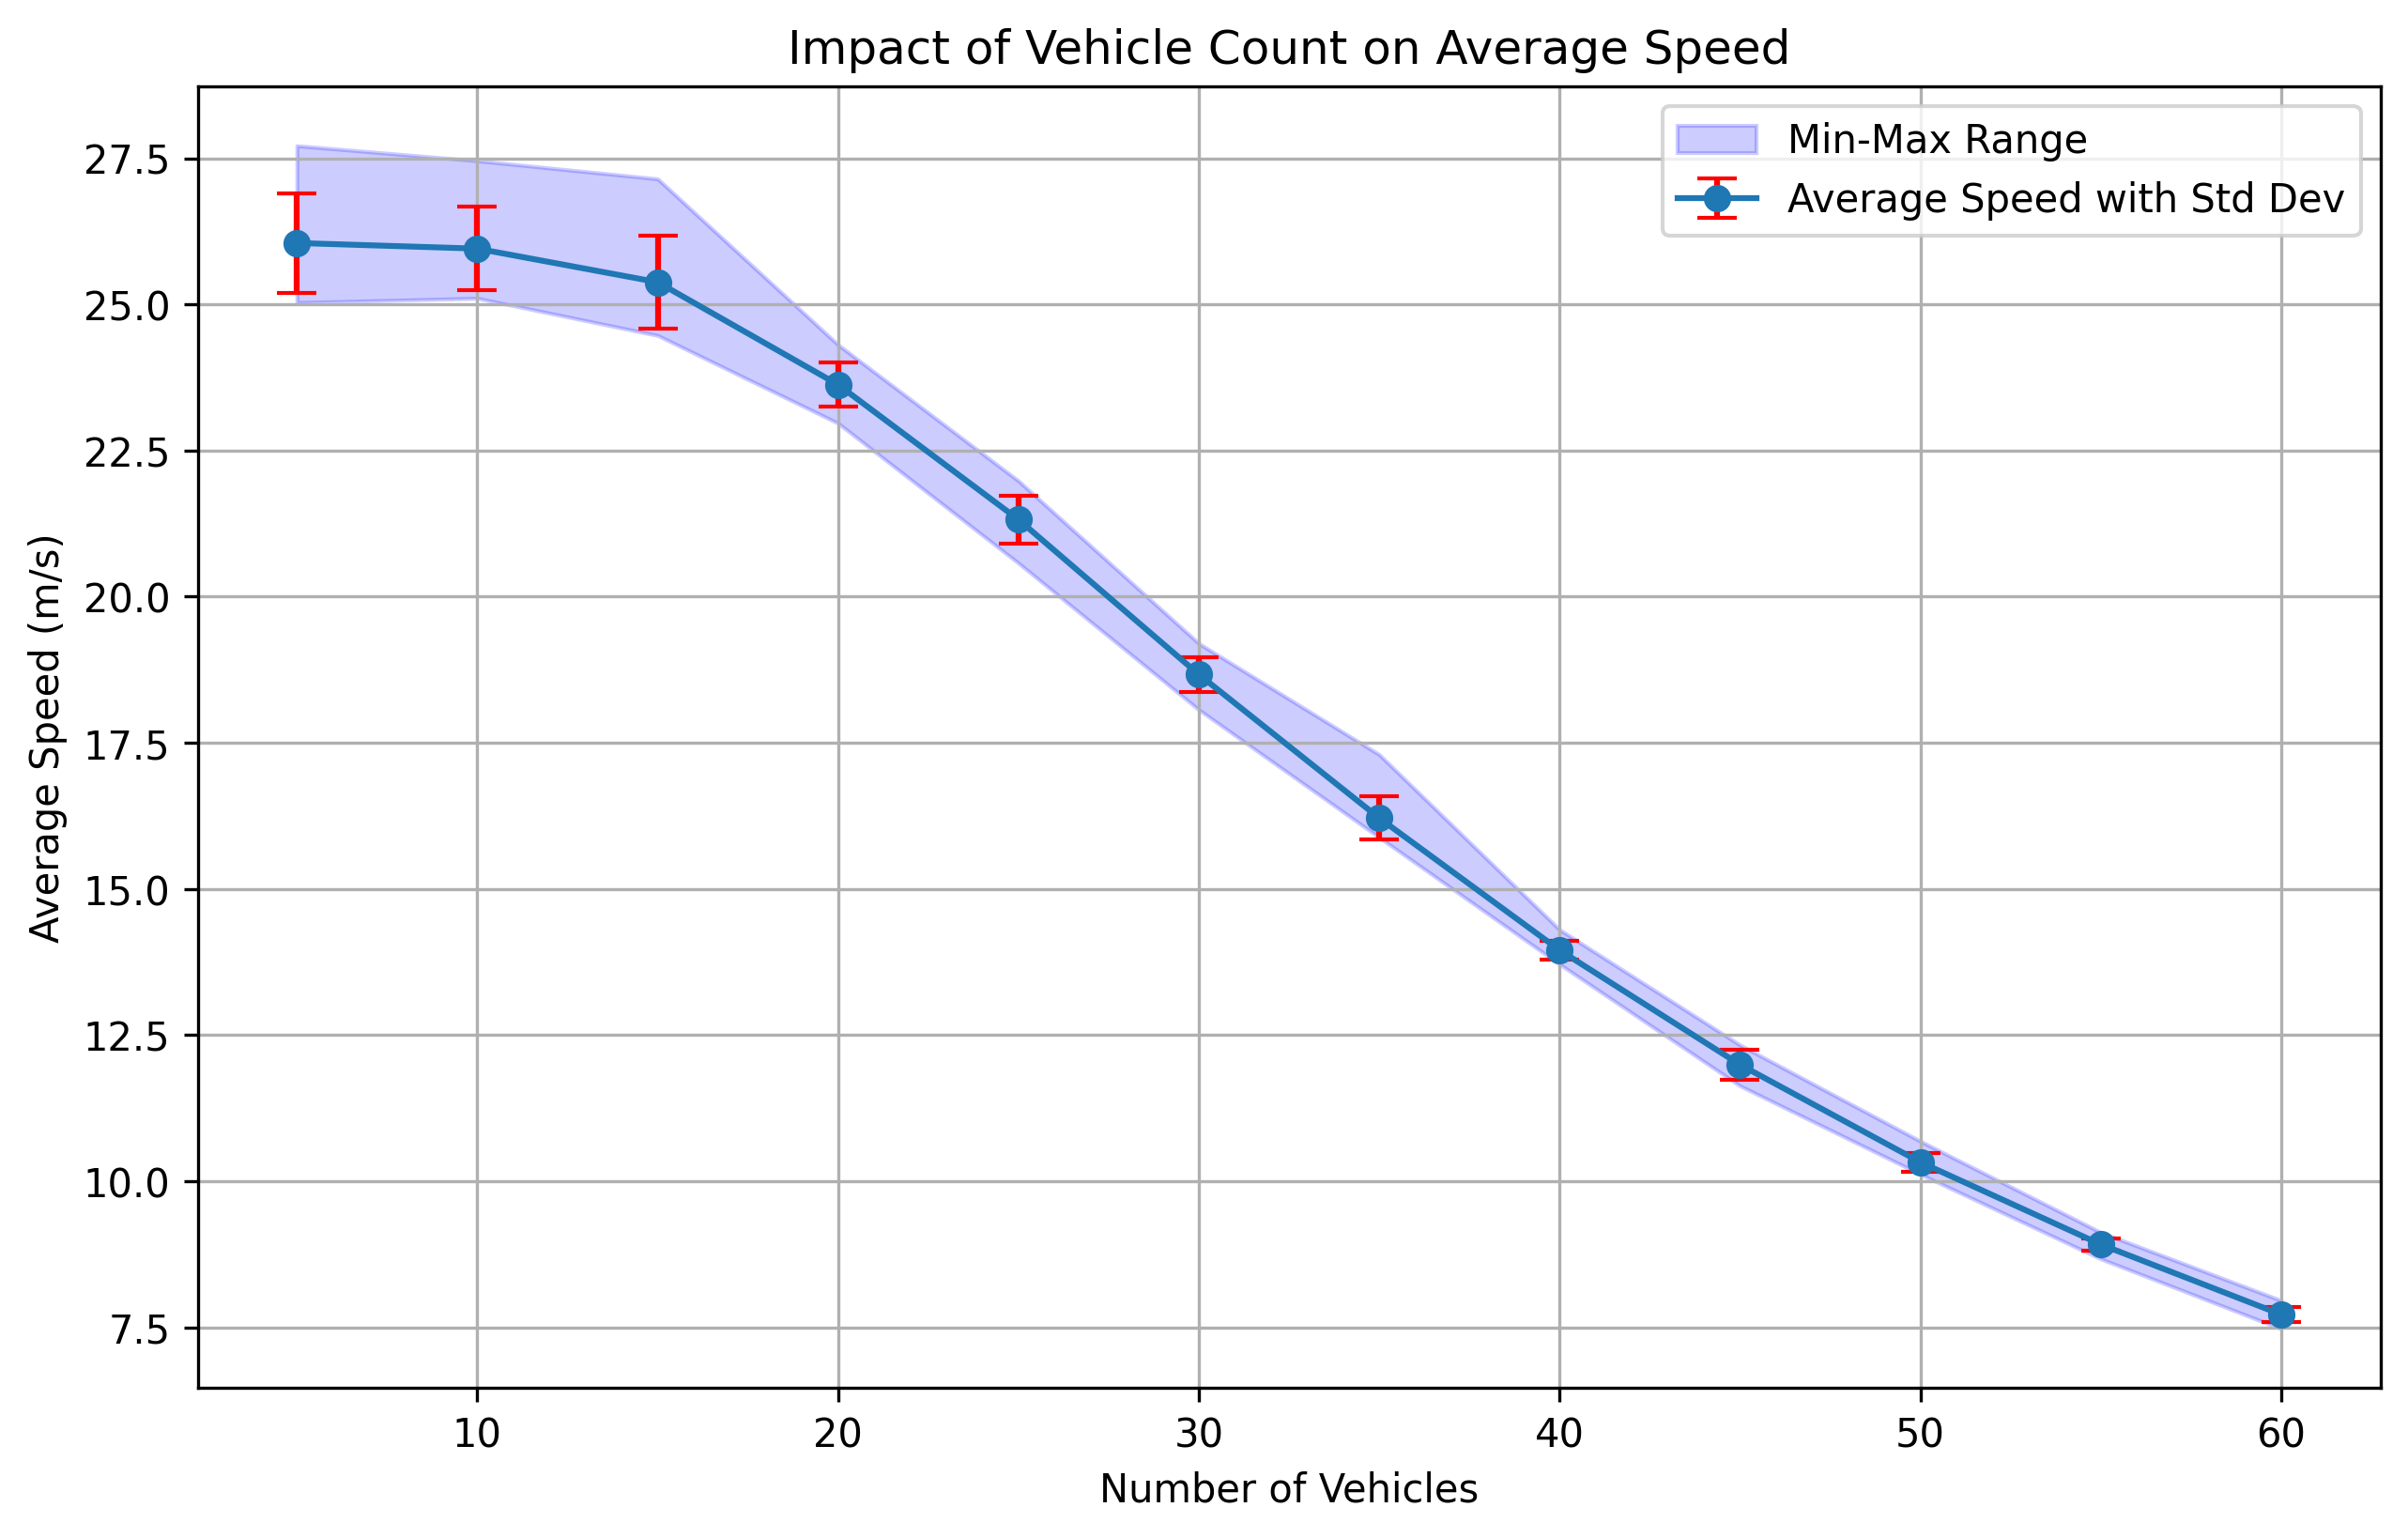 Impact of Vehicle Count on Average Speed
Min-Max Range
Average Speed with Std Dev
27.5
25.0
22.5
20.0
17.5
15.0
12.5
10.0
7.5
Average Speed (m/s)
10 20 30 40 50 60
Number of Vehicles